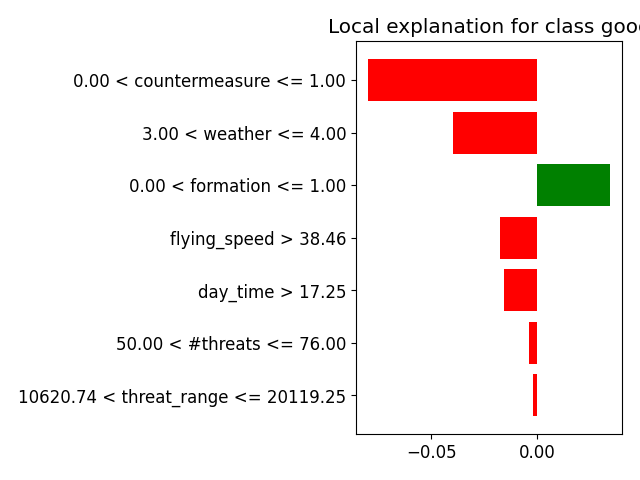 Local explanation for class good
0.00 < countermeasure <= 1.00
3.00 < weather <= 4.00
0.00 < formation <= 1.00
flying_speed > 38.46
day_time > 17.25
50.00 < #threats <= 76.00
10620.74 < threat_range <= 20119.25
−0.05 0.00